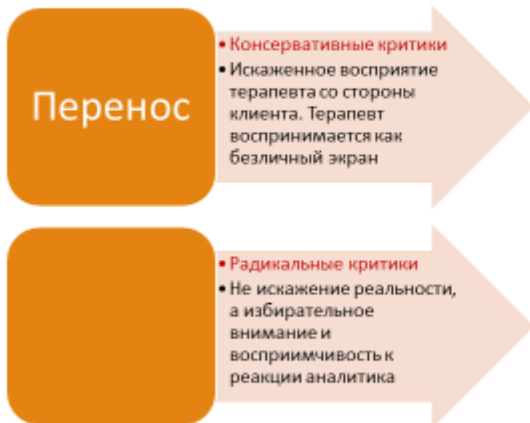 Перенос
• Консервативные критики
• Искаженное восприятие
терапевта со стороны
клиента. Терапевт
воспринимается как
безличный экран
• Радикальные критики
• Не искажение реальности,
а избирательное
внимание и
восприимчивость к
реакции аналитика